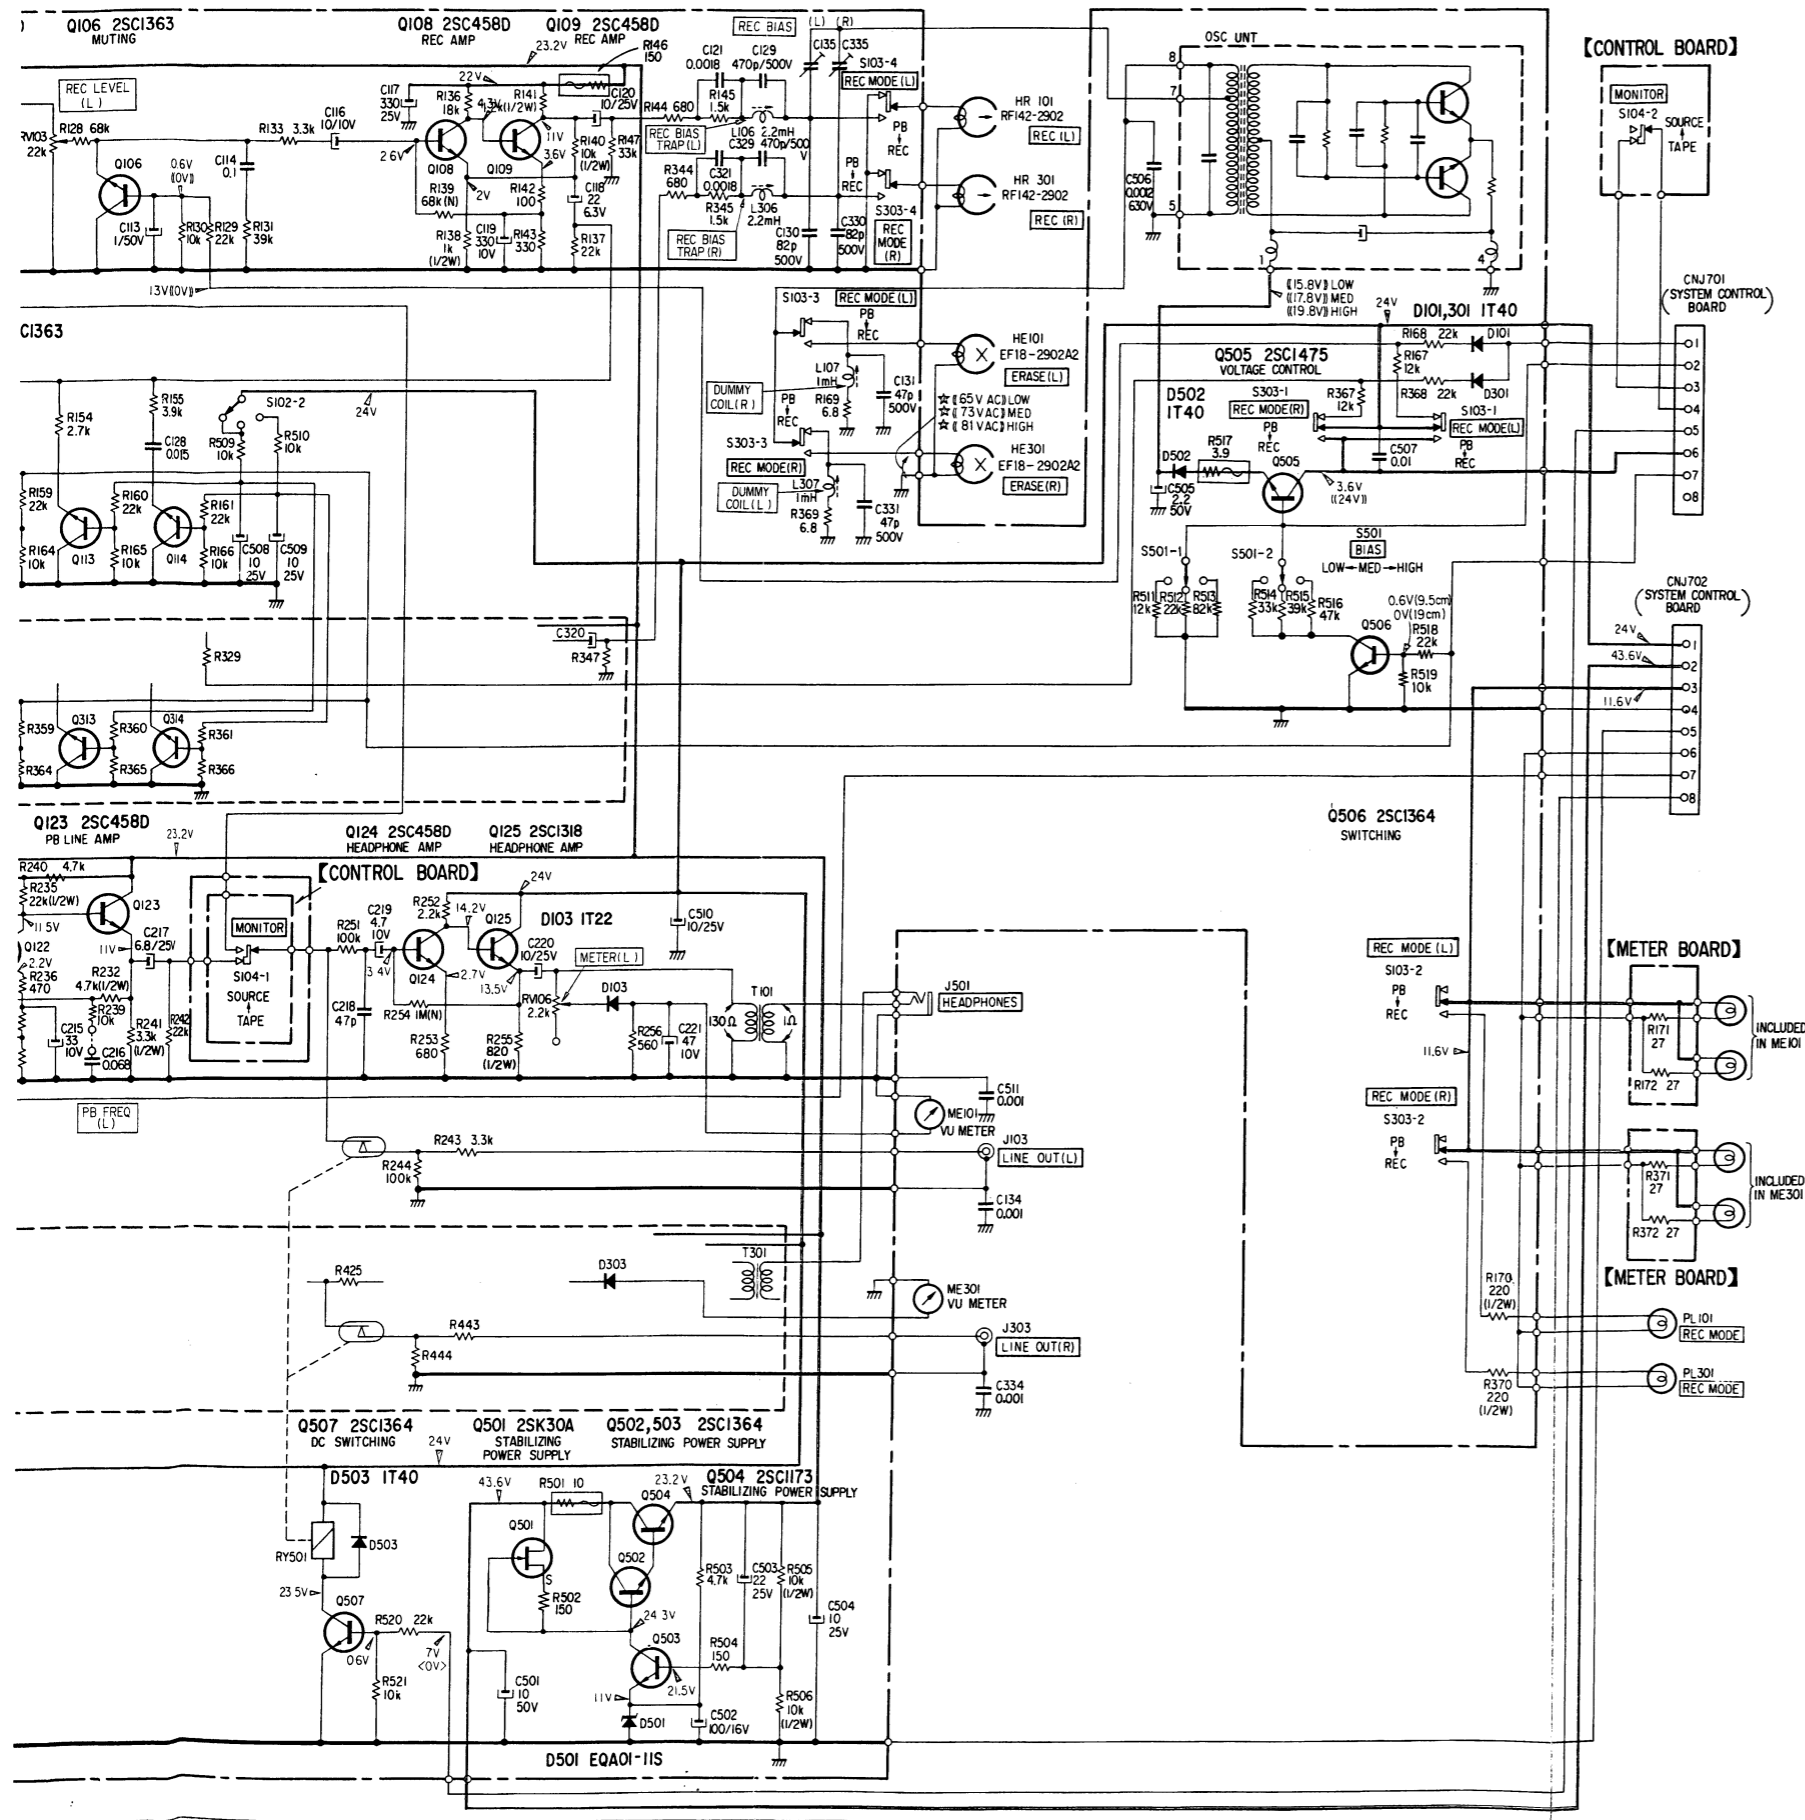 Q106 2SC1363
MUTING
Q108 2SC458D
REC AMP
Q109 2SC458D
REC AMP
23.2V
R146
150
REC BIAS
(L) (R)
C135
C335
C121
0.0018
C129
470p/500V
S103-4
REC MODE (L)
REC LEVEL
(L)
C117
330
25V
22V
R136
18k
R141
C120
10/25V
R144 680
R145
1.5k
REC BIAS
TRAP(L)
L106 2.2mH
C329
470p/500
V
PB
REC
HR 101
RF142-2902
REC (L)
RV103
22k
R128 68k
R133 3.3k
C116
10/10V
2.6V
Q108
Q109
11V
3.6V
R140
10k
(1/2W)
R147
33k
Q106
0.6V
((0V))
C114
0.1
R139
68k(N)
2V
R142
100
C118
22
6.3V
R344
680
C321
0.0018
R345
1.5k
L306
2.2mH
REC BIAS
TRAP(R)
PB
REC
S303-4
REC
MODE
(R)
HR 301
RF142-2902
REC (R)
C113
1/50V
R130
10k
R129
22k
R131
39k
R138
1k
(1/2W)
C119
330
10V
R143
330
R137
22k
C130
82p
500V
C330
82p
500V
13V((0V))
OSC UNT
8
7
5
1
4
C506
0.0012
630V
((15.8V)) LOW
((17.8V)) MED
((19.8V)) HIGH
【CONTROL BOARD】
MONITOR
S104-2
SOURCE
TAPE
CNJ701
(SYSTEM CONTROL)
BOARD
1
2
3
4
5
6
7
8
C1363
S103-3
REC MODE(L)
PB
REC
HE101
EF18-2902A2
ERASE(L)
L107
1mH
DUMMY
COIL(R)
C131
47p
500V
R169
6.8
☆((65V AC))LOW
☆((73VAC))MED
☆((81VAC))HIGH
PB
REC
S303-3
REC MODE(R)
DUMMY
COIL(L)
L307
1mH
R369
6.8
C331
47p
500V
HE301
EF18-2902A2
ERASE(R)
24V
D101,301 1T40
R168 22k
D101
R167
12k
R368 22k
D301
Q505 2SC1475
VOLTAGE CONTROL
D502
1T40
S303-1
REC MODE(R)
PB
REC
R367
12k
S103-1
REC MODE(L)
PB
REC
R517
3.9
D502
Q505
C507
0.01
C505
2.2
50V
3.6V
((24V))
S501
BIAS
LOW←MED→HIGH
S501-1
S501-2
R511
12k
R512
22k
R513
82k
R514
33k
R515
39k
R516
47k
0.6V(9.5cm)
0V(19cm)
Q506
R518
22k
R519
10k
CNJ702
(SYSTEM CONTROL)
BOARD
24V
43.6V
11.6V
1
2
3
4
5
6
7
8
R154
2.7k
R155
3.9k
S102-2
24V
C128
0.015
R509
10k
R510
10k
R159
22k
R160
22k
R161
22k
R164
10k
Q113
R165
10k
Q114
R166
10k
C508
10
25V
C509
10
25V
C320
R347
R329
R359
Q313
R360
Q314
R361
R364
R365
R366
Q506 2SC1364
SWITCHING
Q123 2SC458D
PB LINE AMP
23.2V
Q124 2SC458D
HEADPHONE AMP
Q125 2SC1318
HEADPHONE AMP
【CONTROL BOARD】
24V
R240 4.7k
R235
22k(1/2W)
Q123
11.5V
Q122
2.2V
R236
470
11V
C217
6.8/25V
R232
4.7k(1/2W)
R239
10k
R241
3.3k
(1/2W)
R242
22k
C215
33
10V
C216
0.068
MONITOR
S104-1
SOURCE
TAPE
R251
100k
C219
4.7
10V
R252
2.2k
14.2V
Q125
D103 1T22
3.4V
Q124
2.7V
13.5V
C220
10/25V
METER(L)
C218
47p
R254 1M(N)
R253
680
R255
820
(1/2W)
RV106
2.2k
D103
R256
560
C221
47
10V
C510
10/25V
T101
130Ω
1Ω
J501
HEADPHONES
REC MODE (L)
S103-2
PB
REC
【METER BOARD】
R171
27
R172 27
INCLUDED
IN ME101
11.6V
REC MODE(R)
S303-2
PB
REC
R371
27
R372 27
INCLUDED
IN ME301
【METER BOARD】
PB FREQ
(L)
C511
0.001
ME101
VU METER
J103
LINE OUT(L)
R243 3.3k
R244
100k
C134
0.001
R425
D303
T301
ME301
VU METER
R443
R444
J303
LINE OUT(R)
C334
0.001
R170
220
(1/2W)
PL101
REC MODE
R370
220
(1/2W)
PL301
REC MODE
Q507 2SC1364
DC SWITCHING
24V
Q501 2SK30A
STABILIZING
POWER SUPPLY
Q502,503 2SC1364
STABILIZING POWER SUPPLY
D503 1T40
43.6V
R501 10
23.2V
Q504
Q504 2SC1173
STABILIZING POWER SUPPLY
RY501
D503
Q501
S
R502
150
Q502
R503
4.7k
C503
22
25V
R505
10k
(1/2W)
C504
10
25V
23.5V
Q507
R520 22k
0.6V
7V
<0V>
R521
10k
24.3V
Q503
R504
150
C501
10
50V
11V
21.5V
D501
C502
100/16V
R506
10k
(1/2W)
D501 EQA01-11S